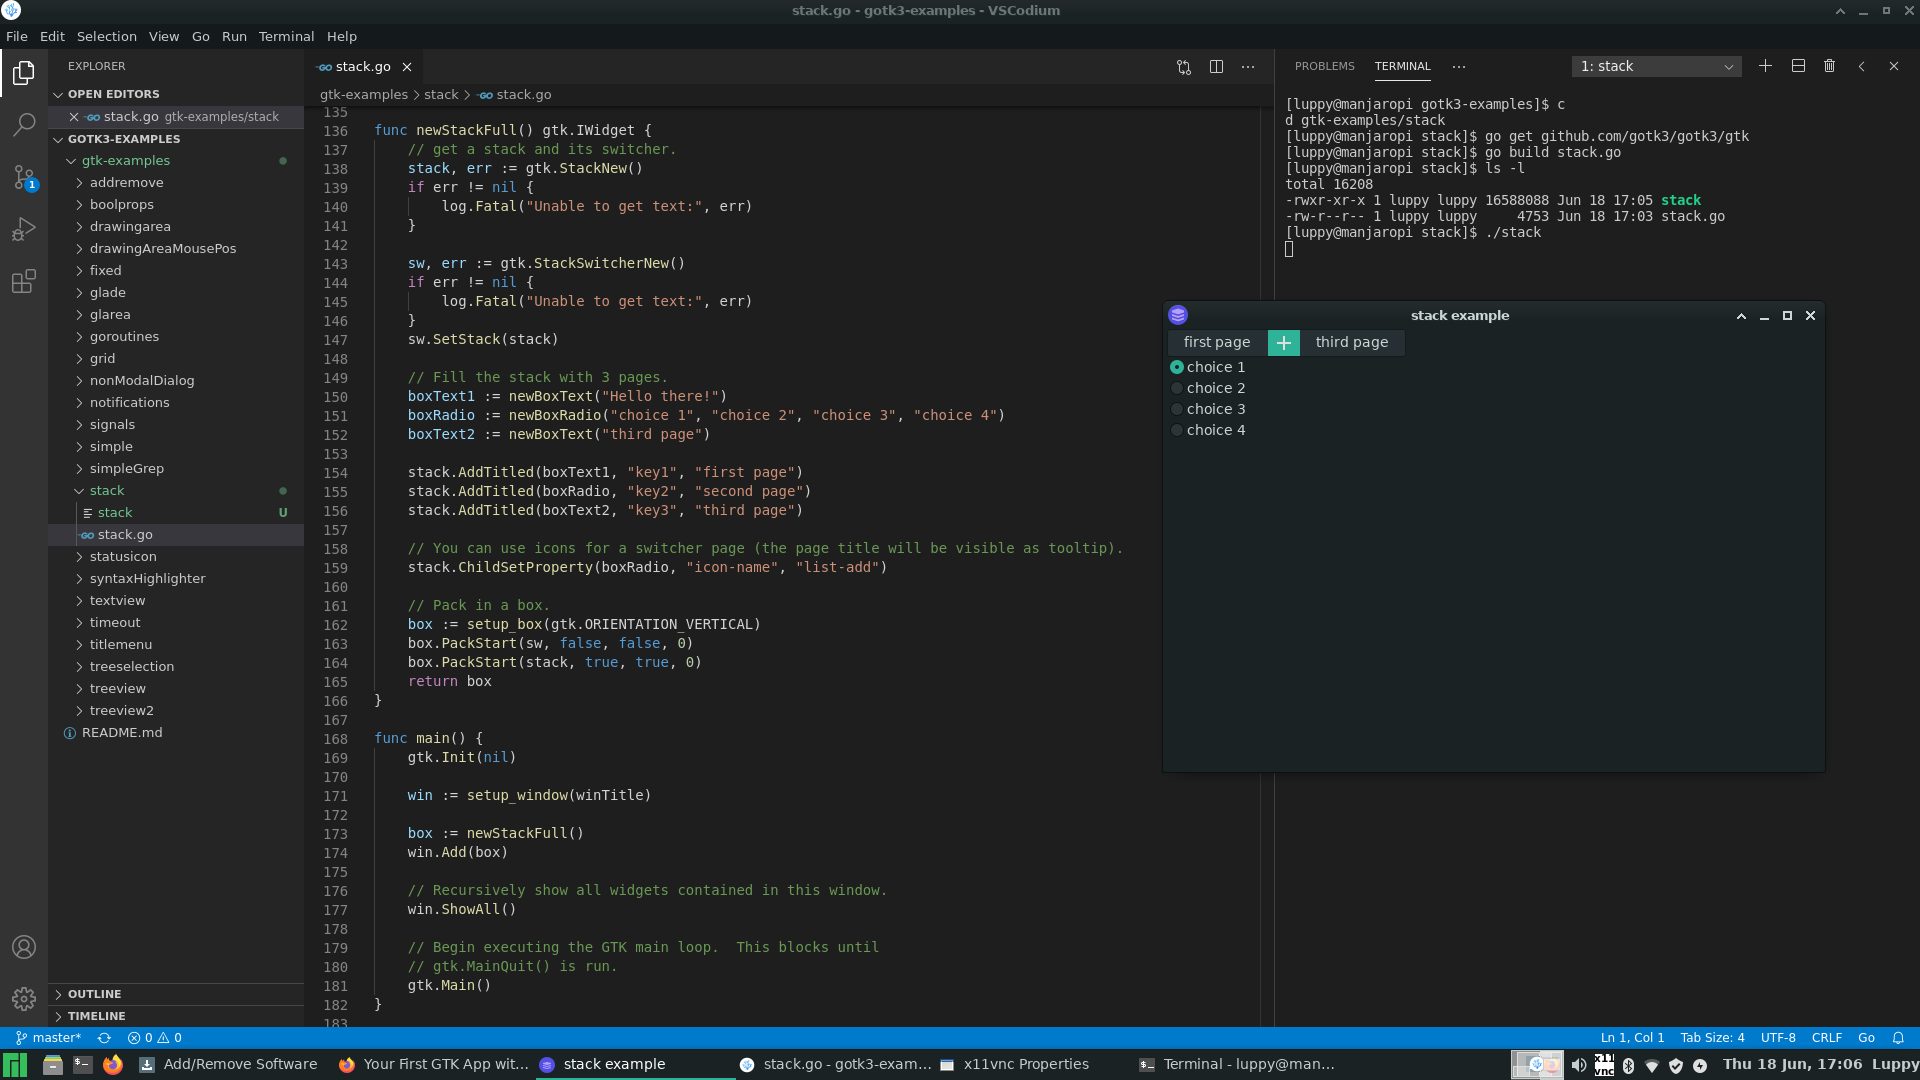 stack.go - gotk3-examples - VSCodium
File Edit Selection View Go Run Terminal Help
EXPLORER
OPEN EDITORS
stack.go gtk-examples/stack
GOTK3-EXAMPLES
gtk-examples
addremove
boolprops
drawingarea
drawingAreaMousePos
fixed
glade
glarea
goroutines
grid
nonModalDialog
notifications
signals
simple
simpleGrep
stack
stack U
stack.go
statusicon
syntaxHighlighter
textview
timeout
titlemenu
treeselection
treeview
treeview2
README.md
OUTLINE
TIMELINE
stack.go
gtk-examples > stack > stack.go
135
136 func newStackFull() gtk.IWidget {
137 // get a stack and its switcher.
138 stack, err := gtk.StackNew()
139 if err != nil {
140 log.Fatal("Unable to get text:", err)
141 }
142
143 sw, err := gtk.StackSwitcherNew()
144 if err != nil {
145 log.Fatal("Unable to get text:", err)
146 }
147 sw.SetStack(stack)
148
149 // Fill the stack with 3 pages.
150 boxText1 := newBoxText("Hello there!")
151 boxRadio := newBoxRadio("choice 1", "choice 2", "choice 3", "choice 4")
152 boxText2 := newBoxText("third page")
153
154 stack.AddTitled(boxText1, "key1", "first page")
155 stack.AddTitled(boxRadio, "key2", "second page")
156 stack.AddTitled(boxText2, "key3", "third page")
157
158 // You can use icons for a switcher page (the page title will be visible as tooltip).
159 stack.ChildSetProperty(boxRadio, "icon-name", "list-add")
160
161 // Pack in a box.
162 box := setup_box(gtk.ORIENTATION_VERTICAL)
163 box.PackStart(sw, false, false, 0)
164 box.PackStart(stack, true, true, 0)
165 return box
166 }
167
168 func main() {
169 gtk.Init(nil)
170
171 win := setup_window(winTitle)
172
173 box := newStackFull()
174 win.Add(box)
175
176 // Recursively show all widgets contained in this window.
177 win.ShowAll()
178
179 // Begin executing the GTK main loop.  This blocks until
180 // gtk.MainQuit() is run.
181 gtk.Main()
182 }
183
PROBLEMS TERMINAL ··· 1: stack
[luppy@manjaropi gotk3-examples]$ c
d gtk-examples/stack
[luppy@manjaropi stack]$ go get github.com/gotk3/gotk3/gtk
[luppy@manjaropi stack]$ go build stack.go
[luppy@manjaropi stack]$ ls -l
total 16208
-rwxr-xr-x 1 luppy luppy 16588088 Jun 18 17:05 stack
-rw-r--r-- 1 luppy luppy     4753 Jun 18 17:03 stack.go
[luppy@manjaropi stack]$ ./stack
stack example
first page + third page
choice 1
choice 2
choice 3
choice 4
master* 0 0 Ln 1, Col 1 Tab Size: 4 UTF-8 CRLF Go
Add/Remove Software Your First GTK App wit... stack example stack.go - gotk3-exam... x11vnc Properties Terminal - luppy@man... x11 vnc Thu 18 Jun, 17:06 Luppy